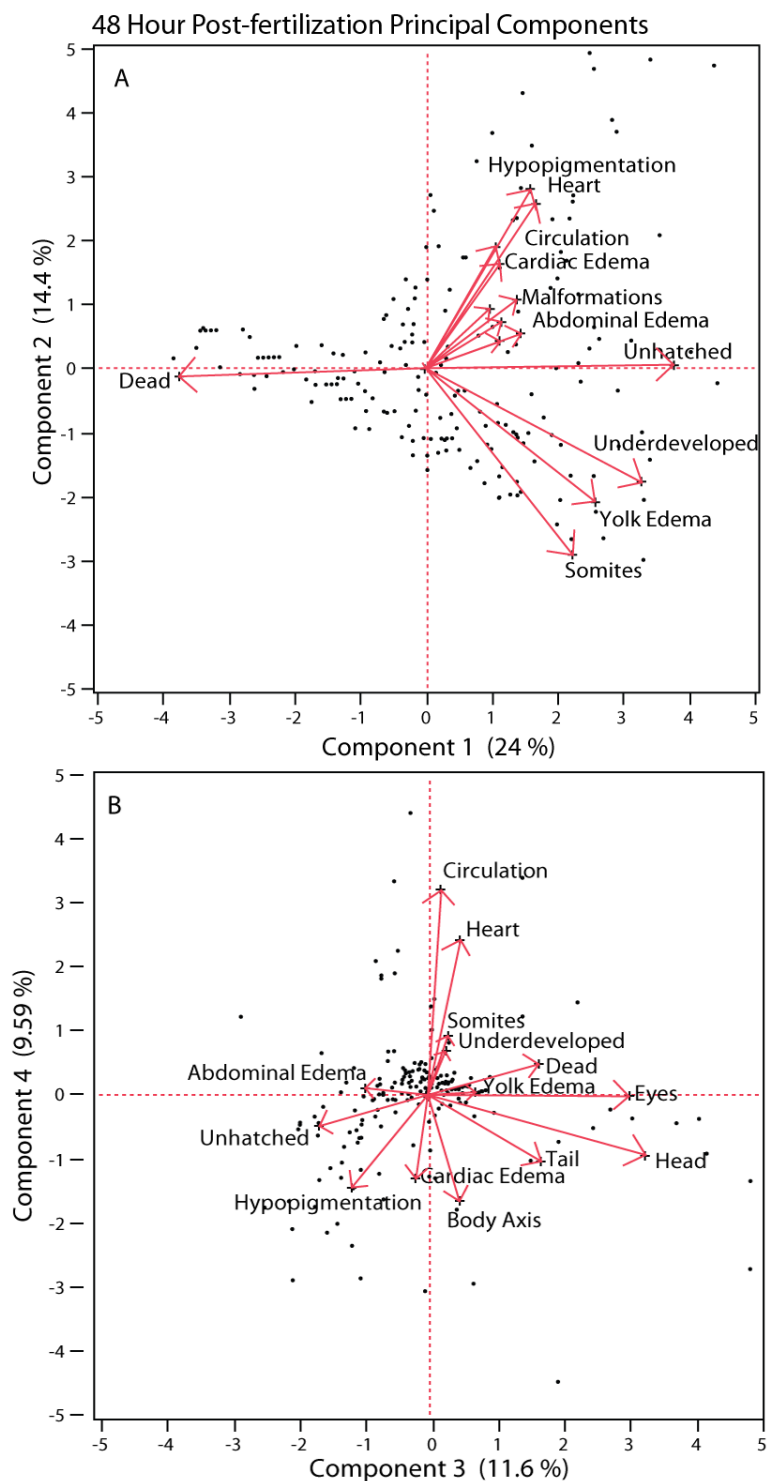 48 Hour Post-fertilization Principal Components
A
5
4
3
2
1
0
-1
-2
-3
-4
-5
Component 2 (14.4 %)
Hypopigmentation
Heart
Circulation
Cardiac Edema
Malformations
Abdominal Edema
Unhatched
Dead
Underdeveloped
Yolk Edema
Somites
-5 -4 -3 -2 -1 0 1 2 3 4 5
Component 1 (24 %)
B
5
4
3
2
1
0
-1
-2
-3
-4
-5
Component 4 (9.59 %)
Circulation
Heart
Somites
Underdeveloped
Dead
Abdominal Edema
Yolk Edema
Eyes
Unhatched
Tail
Head
Cardiac Edema
Hypopigmentation
Body Axis
-5 -4 -3 -2 -1 0 1 2 3 4 5
Component 3 (11.6 %)